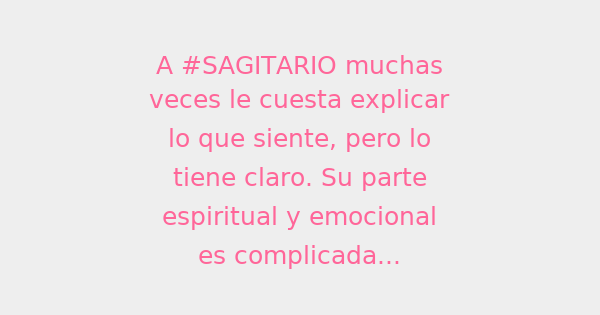 A #SAGITARIO muchas
veces le cuesta explicar
lo que siente, pero lo
tiene claro. Su parte
espiritual y emocional
es complicada...